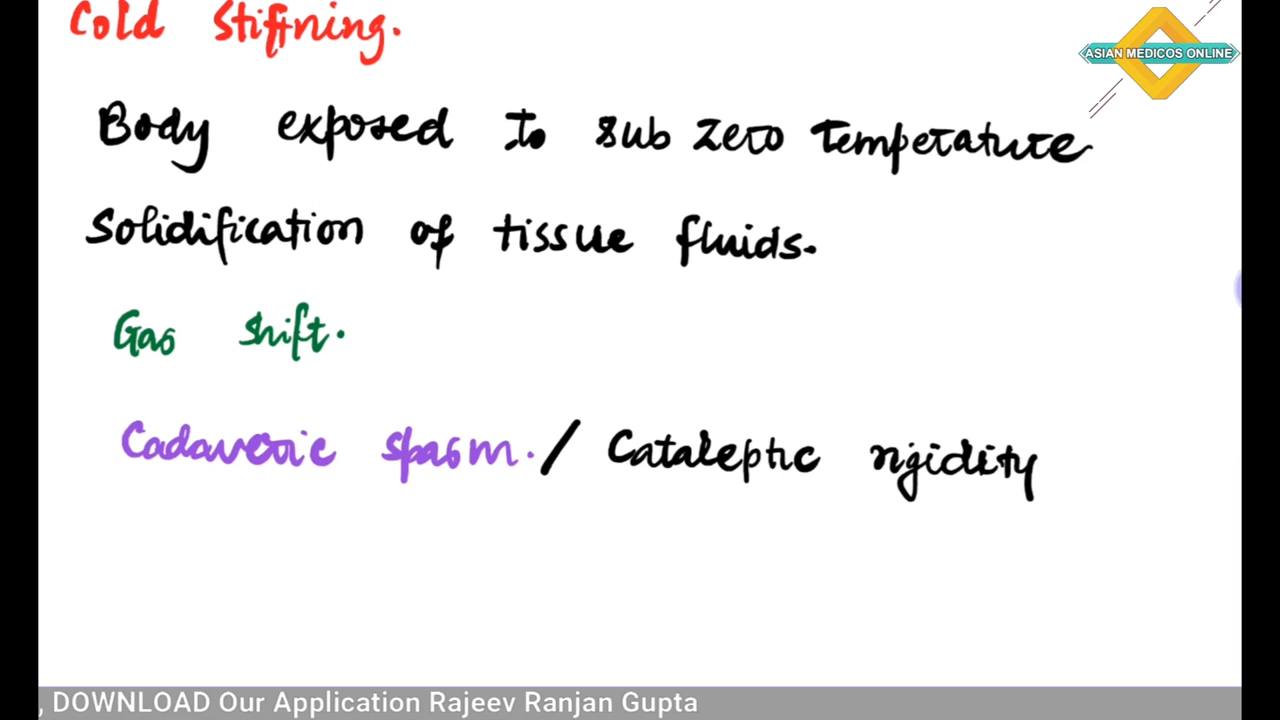 Cold Stiffning.
ASIAN MEDICOS ONLINE
Body exposed to sub zero Temperature
Solidification of tissue fluids.
Gas shift.
Cadaveric spasm. / Cataleptic rigidity
, DOWNLOAD Our Application Rajeev Ranjan Gupta